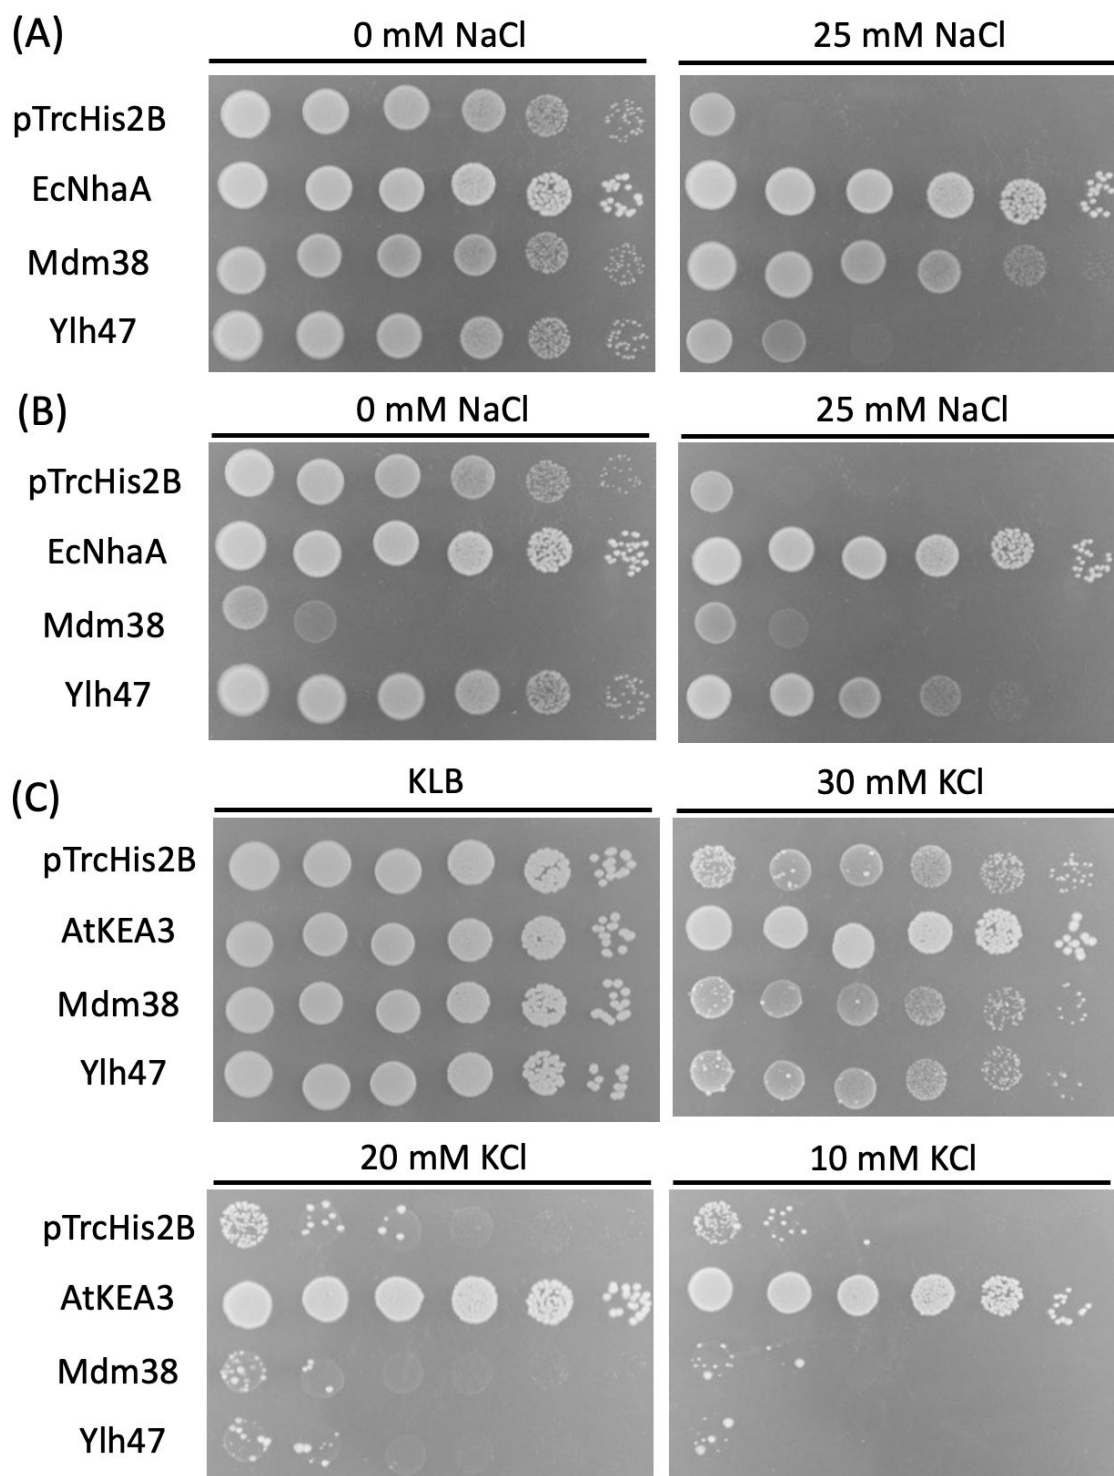 (A)
0 mM NaCl 25 mM NaCl
pTrcHis2B
EcNhaA
Mdm38
Ylh47
(B)
0 mM NaCl 25 mM NaCl
pTrcHis2B
EcNhaA
Mdm38
Ylh47
(C)
KLB 30 mM KCl
pTrcHis2B
AtKEA3
Mdm38
Ylh47
20 mM KCl 10 mM KCl
pTrcHis2B
AtKEA3
Mdm38
Ylh47